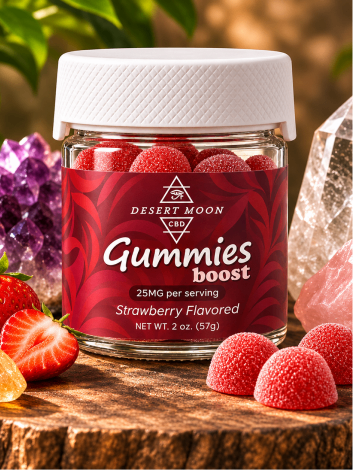 DESERT MOON
CBD
Gummies
boost
25MG per serving
Strawberry Flavored
NET WT. 2 oz. (57g)